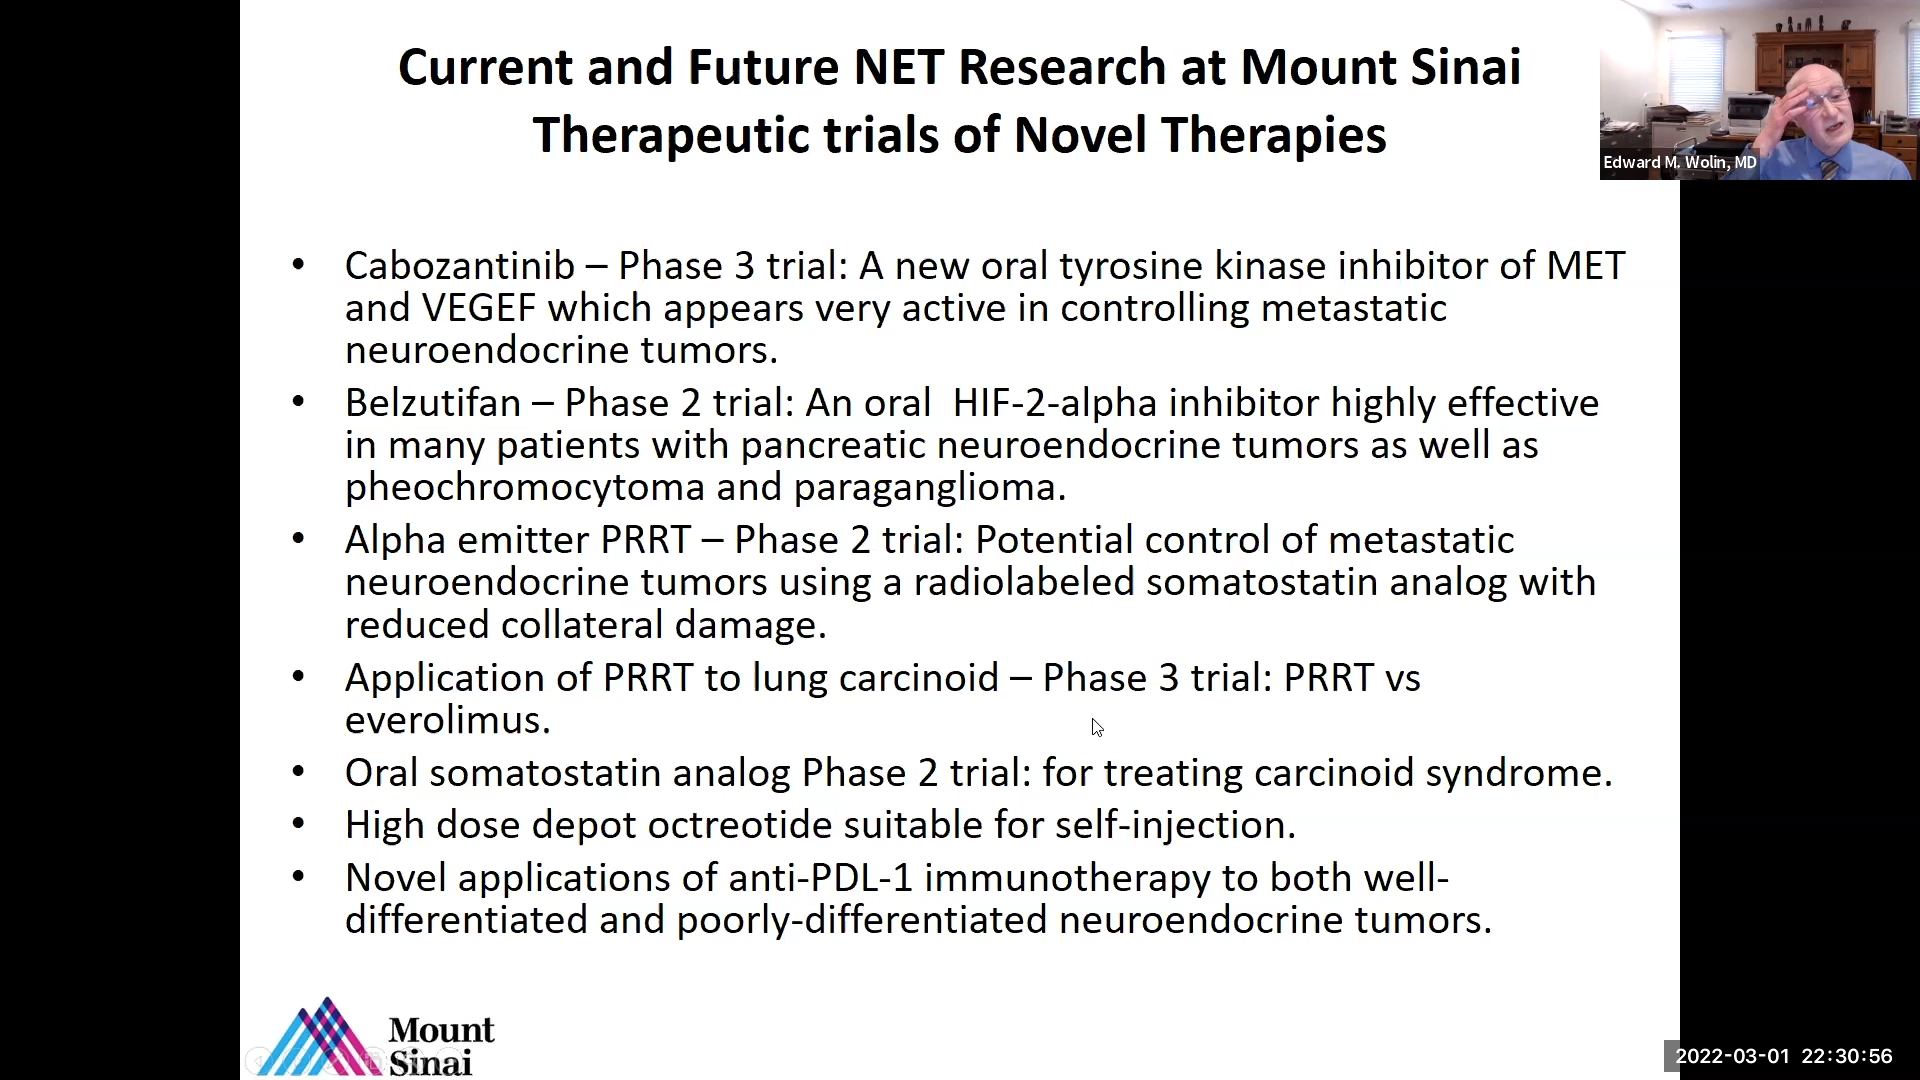 Current and Future NET Research at Mount Sinai
Therapeutic trials of Novel Therapies
Edward M. Wolin, MD
• Cabozantinib – Phase 3 trial: A new oral tyrosine kinase inhibitor of MET
and VEGEF which appears very active in controlling metastatic
neuroendocrine tumors.
• Belzutifan – Phase 2 trial: An oral  HIF-2-alpha inhibitor highly effective
in many patients with pancreatic neuroendocrine tumors as well as
pheochromocytoma and paraganglioma.
• Alpha emitter PRRT – Phase 2 trial: Potential control of metastatic
neuroendocrine tumors using a radiolabeled somatostatin analog with
reduced collateral damage.
• Application of PRRT to lung carcinoid – Phase 3 trial: PRRT vs
everolimus.
• Oral somatostatin analog Phase 2 trial: for treating carcinoid syndrome.
• High dose depot octreotide suitable for self-injection.
• Novel applications of anti-PDL-1 immunotherapy to both well-
differentiated and poorly-differentiated neuroendocrine tumors.
Mount
Sinai
2022-03-01 22:30:56